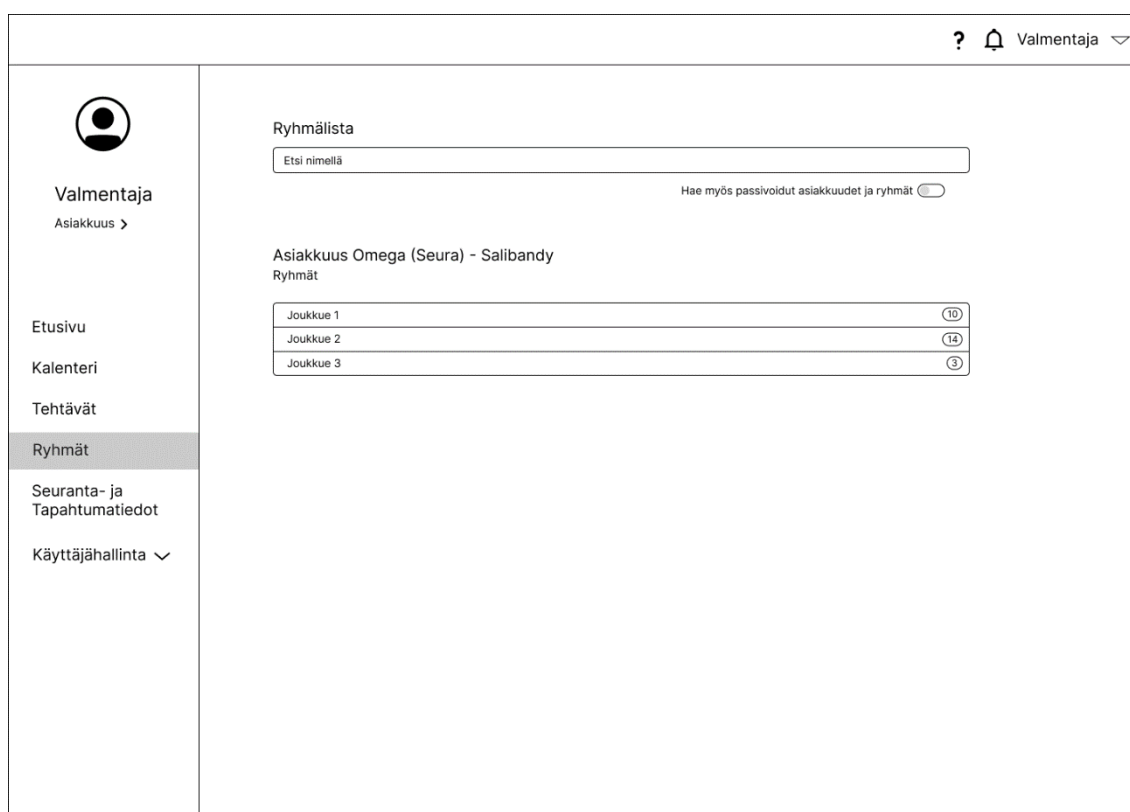 ? Valmentaja
Valmentaja
Asiakkuus >
Etusivu
Kalenteri
Tehtävät
Ryhmät
Seuranta- ja
Tapahtumatiedot
Käyttäjähallinta
Ryhmälista
Etsi nimellä
Hae myös passivoidut asiakkuudet ja ryhmät
Asiakkuus Omega (Seura) - Salibandy
Ryhmät
Joukkue 1 10
Joukkue 2 14
Joukkue 3 3